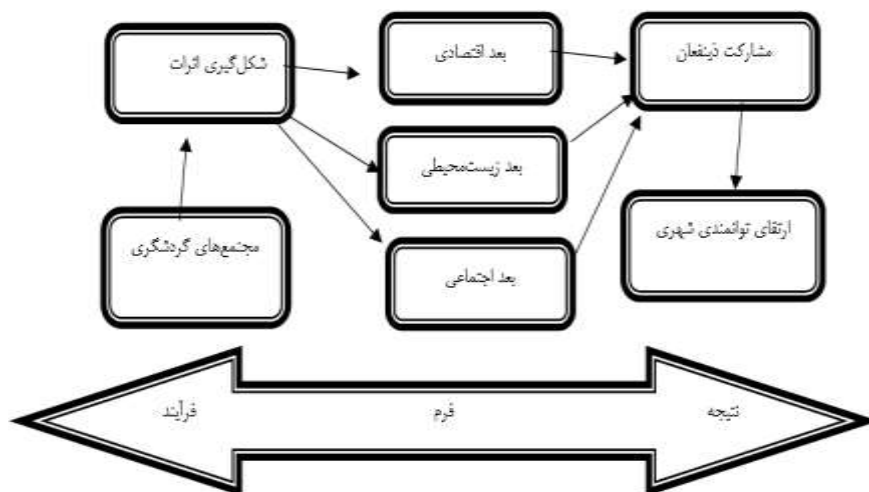 مشارکت ذینفعان
بعد اقتصادی
شکل‌گیری اثرات
بعد زیست‌محیطی
ارتقای توانمندی شهری
بعد اجتماعی
مجتمع‌های گردشگری
نتیجه
فرم
فرآیند